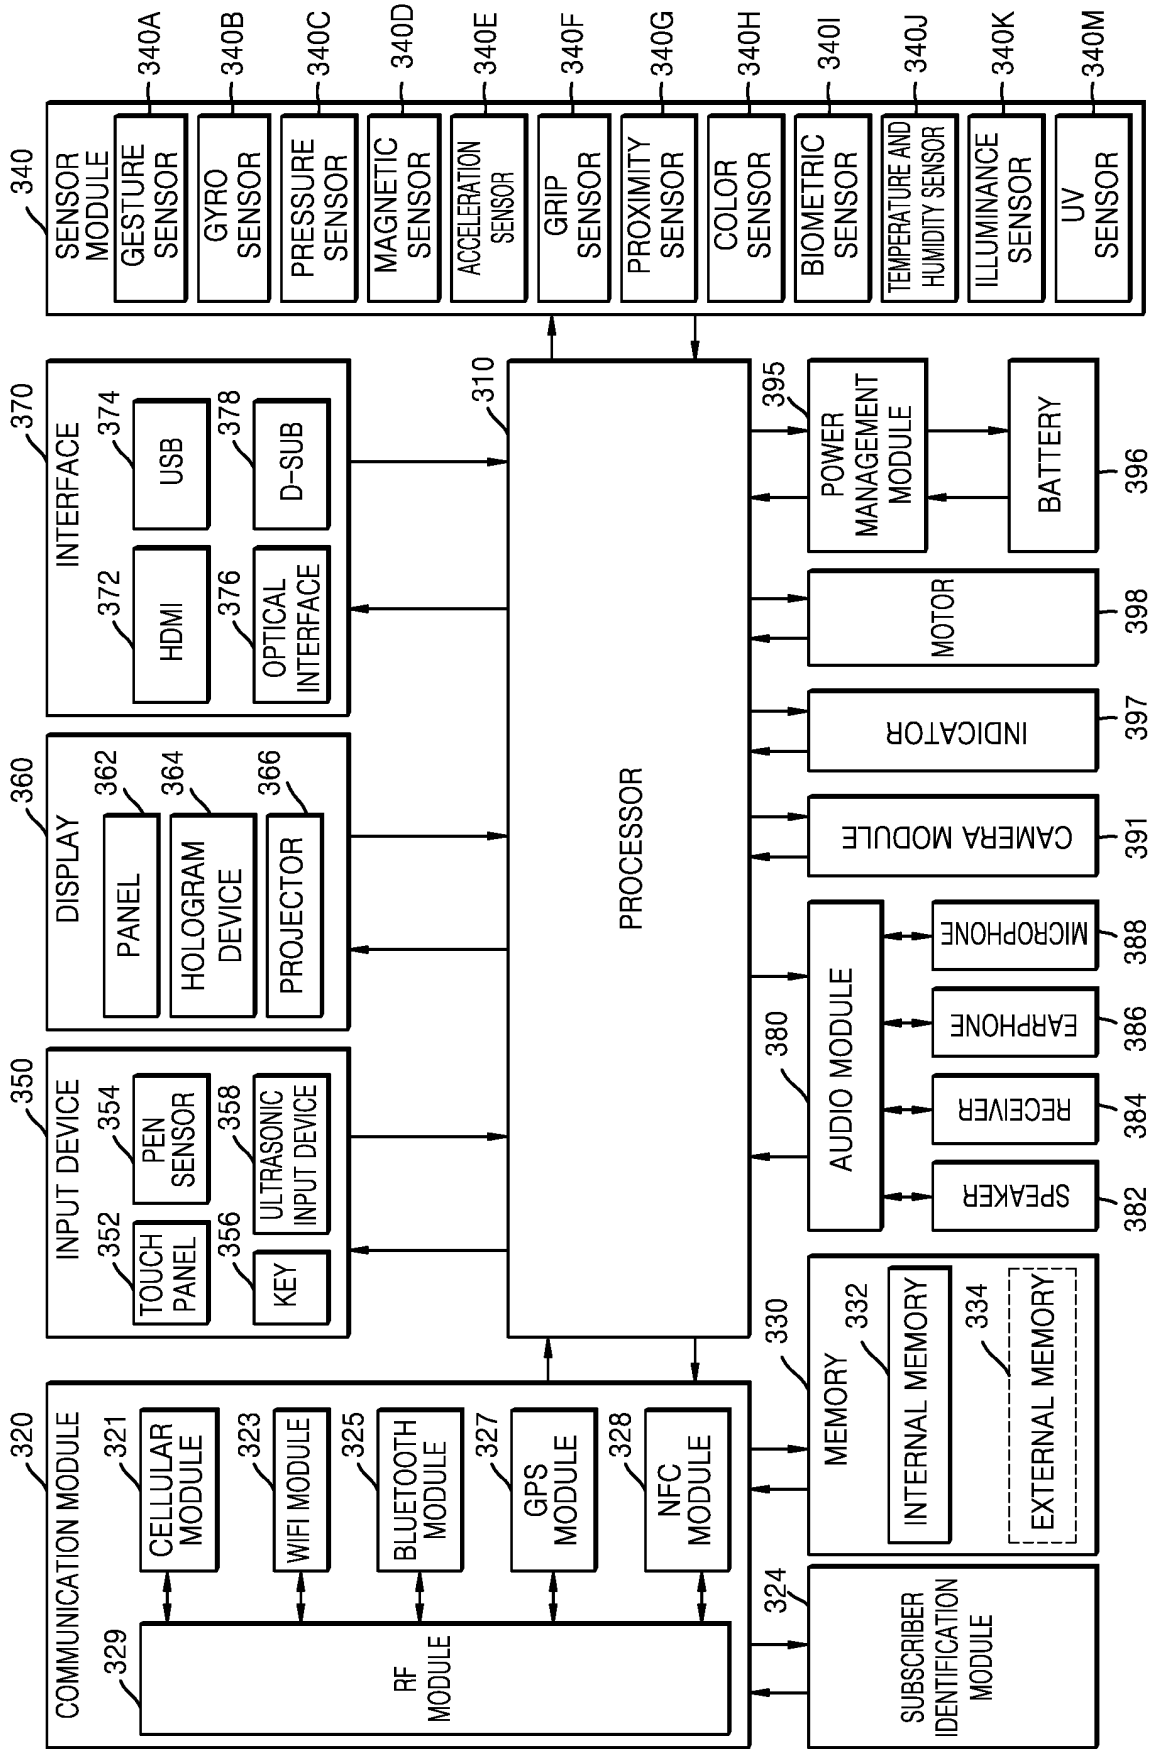 320
COMMUNICATION MODULE
329
RF
MODULE
321
CELLULAR
MODULE
323
WIFI MODULE
325
BLUETOOTH
MODULE
327
GPS
MODULE
328
NFC
MODULE
350
INPUT DEVICE
352
TOUCH
PANEL
354
PEN
SENSOR
356
KEY
358
ULTRASONIC
INPUT DEVICE
360
DISPLAY
362
PANEL
364
HOLOGRAM
DEVICE
366
PROJECTOR
370
INTERFACE
372
HDMI
374
USB
376
OPTICAL
INTERFACE
378
D-SUB
340
SENSOR
MODULE
GESTURE
SENSOR
340A
GYRO
SENSOR
340B
PRESSURE
SENSOR
340C
MAGNETIC
SENSOR
340D
ACCELERATION
SENSOR
340E
GRIP
SENSOR
340F
PROXIMITY
SENSOR
340G
COLOR
SENSOR
340H
BIOMETRIC
SENSOR
340I
TEMPERATURE AND
HUMIDITY SENSOR
340J
ILLUMINANCE
SENSOR
340K
UV
SENSOR
340M
310
PROCESSOR
324
SUBSCRIBER
IDENTIFICATION
MODULE
330
MEMORY
332
INTERNAL MEMORY
334
EXTERNAL MEMORY
380
AUDIO MODULE
SPEAKER
382
RECEIVER
384
EARPHONE
386
MICROPHONE
388
CAMERA MODULE
391
INDICATOR
397
MOTOR
398
395
POWER
MANAGEMENT
MODULE
BATTERY
396